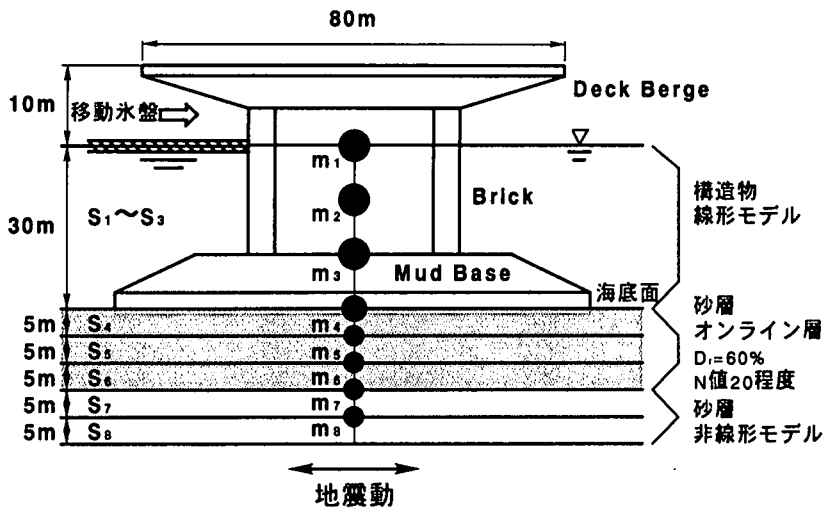 80m
10m
移動氷盤
Deck Berge
m1
30m
S1～S3
m2
Brick
構造物
線形モデル
m3
Mud Base
海底面
5m
S4
m4
砂層
オンライン層
5m
S5
m5
Dr=60%
N値20程度
5m
S6
m6
5m
S7
m7
砂層
非線形モデル
5m
S8
m8
地震動